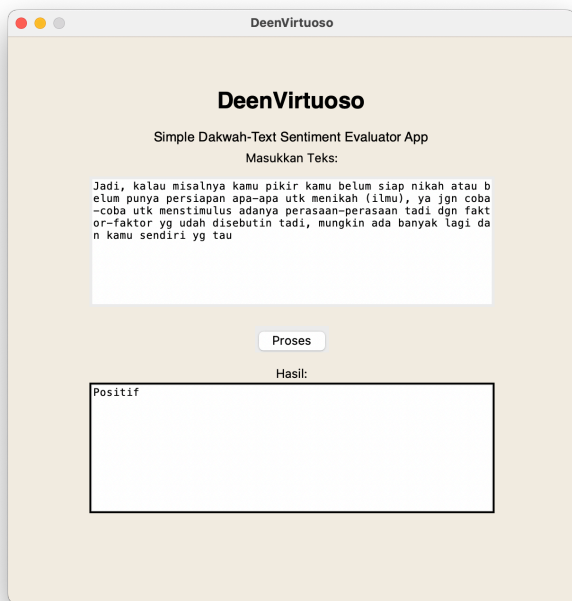 DeenVirtuoso
DeenVirtuoso
Simple Dakwah-Text Sentiment Evaluator App
Masukkan Teks:
Jadi, kalau misalnya kamu pikir kamu belum siap nikah atau b
elum punya persiapan apa-apa utk menikah (ilmu), ya jgn coba
-coba utk menstimulus adanya perasaan-perasaan tadi dgn fakt
or-faktor yg udah disebutin tadi, mungkin ada banyak lagi da
n kamu sendiri yg tau
Proses
Hasil:
Positif